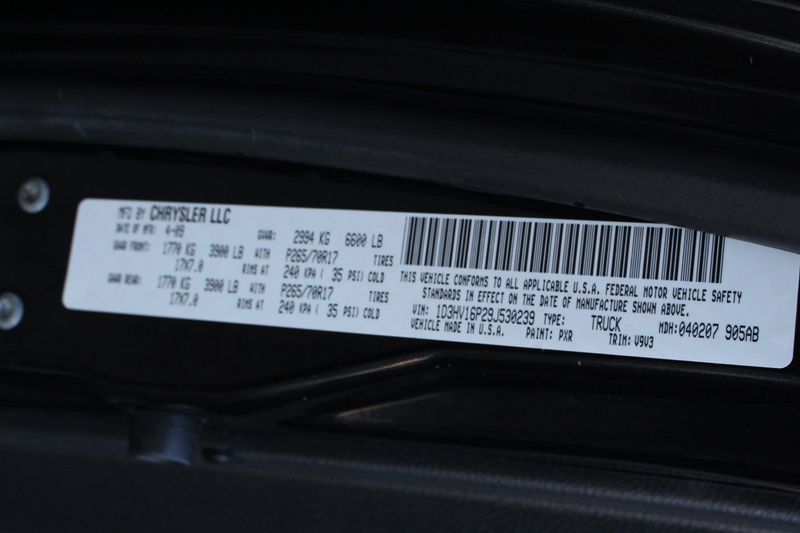 MFD BY CHRYSLER LLC
DATE OF MFR: 4-09 GVWR: 2994 KG 6600 LB
GAWR FRONT: 1770 KG 3900 LB WITH P265/70R17 TIRES
17X7.0 RIMS AT 240 KPA ( 35 PSI) COLD
GAWR REAR: 1770 KG 3900 LB WITH P265/70R17 TIRES
17X7.0 RIMS AT 240 KPA ( 35 PSI) COLD
THIS VEHICLE CONFORMS TO ALL APPLICABLE U.S.A. FEDERAL MOTOR VEHICLE SAFETY
STANDARDS IN EFFECT ON THE DATE OF MANUFACTURE SHOWN ABOVE.
VIN: 1D3HV16P29J530239 TYPE: TRUCK MDH: 040207 905AB
VEHICLE MADE IN U.S.A. PAINT: PXR TRIM: V9V3